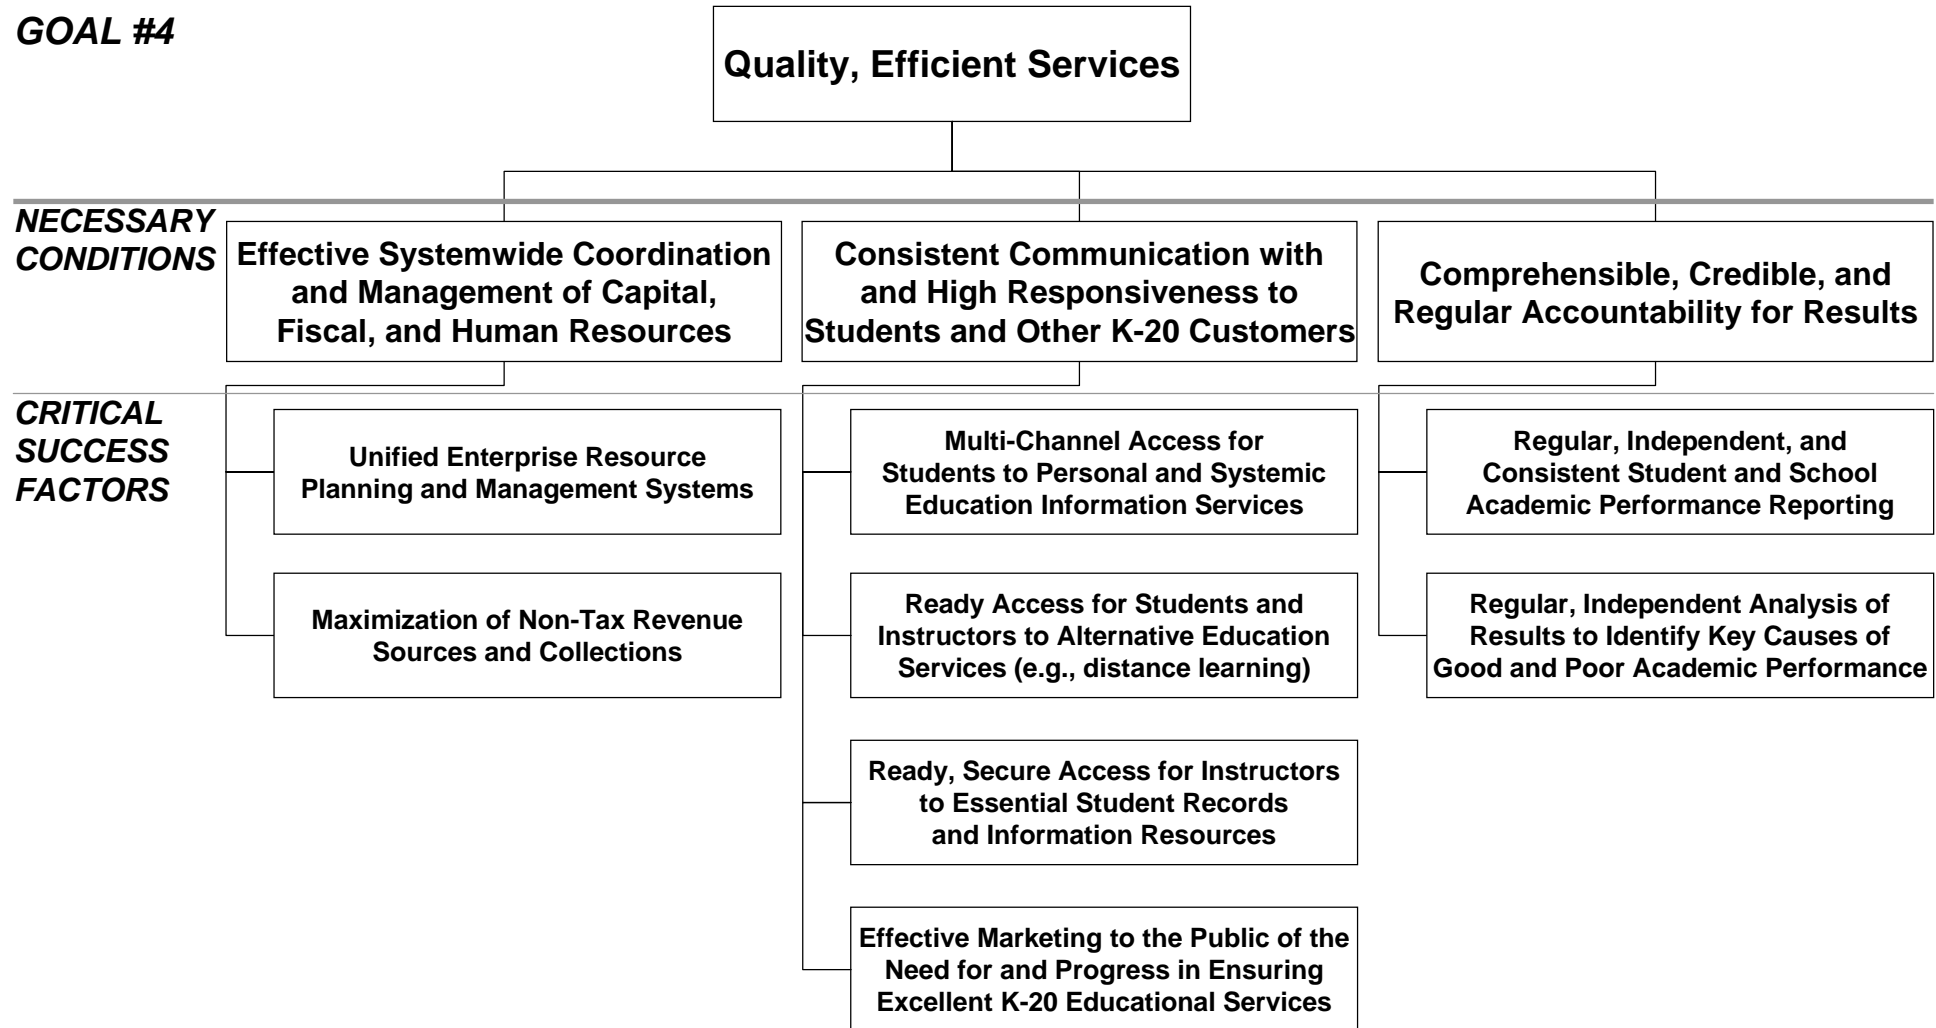 GOAL #4
Quality, Efficient Services
NECESSARY
CONDITIONS
Effective Systemwide Coordination
and Management of Capital,
Fiscal, and Human Resources
Consistent Communication with
and High Responsiveness to
Students and Other K-20 Customers
Comprehensible, Credible, and
Regular Accountability for Results
CRITICAL
SUCCESS
FACTORS
Unified Enterprise Resource
Planning and Management Systems
Maximization of Non-Tax Revenue
Sources and Collections
Multi-Channel Access for
Students to Personal and Systemic
Education Information Services
Ready Access for Students and
Instructors to Alternative Education
Services (e.g., distance learning)
Ready, Secure Access for Instructors
to Essential Student Records
and Information Resources
Effective Marketing to the Public of the
Need for and Progress in Ensuring
Excellent K-20 Educational Services
Regular, Independent, and
Consistent Student and School
Academic Performance Reporting
Regular, Independent Analysis of
Results to Identify Key Causes of
Good and Poor Academic Performance